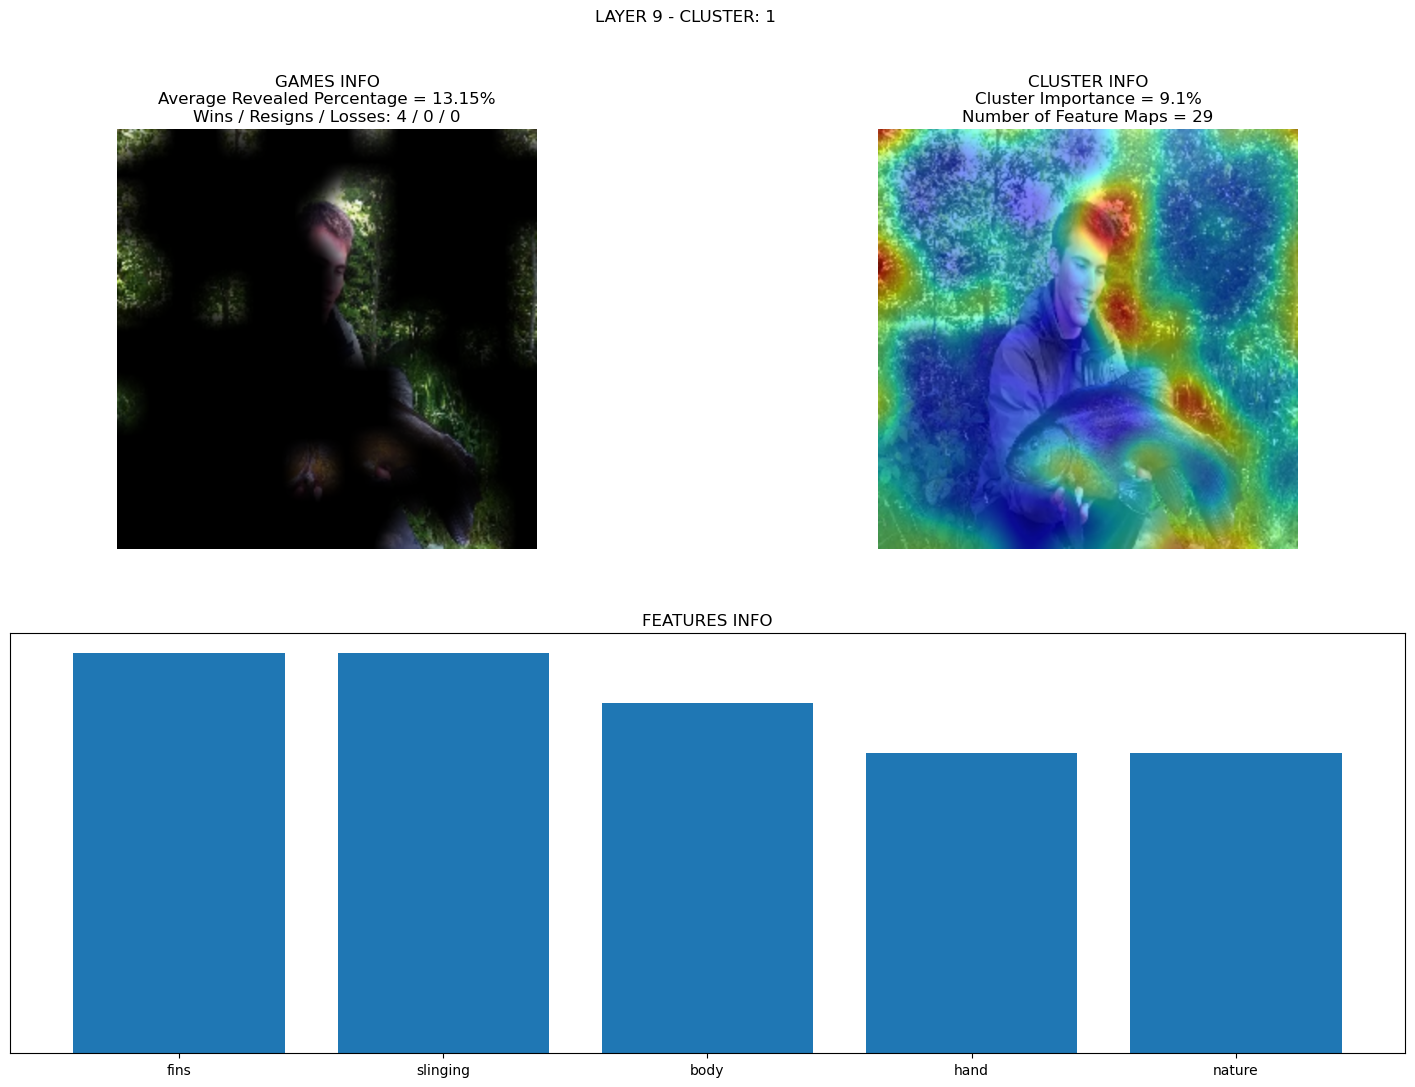 LAYER 9 - CLUSTER: 1
GAMES INFO
Average Revealed Percentage = 13.15%
Wins / Resigns / Losses: 4 / 0 / 0
CLUSTER INFO
Cluster Importance = 9.1%
Number of Feature Maps = 29
FEATURES INFO
fins
slinging
body
hand
nature